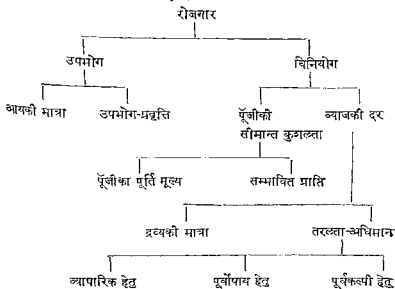 रोजगार
उपभोग विनियोग
आयकी मात्रा उपभोग-प्रवृत्ति पूँजीकी ब्याजकी दर
सीमान्त कुशलता
पूँजीका पूर्ति मूल्य सम्भावित प्राप्ति
द्रव्यकी मात्रा तरलता-अधिमान
व्यापारिक हेतु पूर्वोपाय हेतु पूर्वकल्पी हेतु